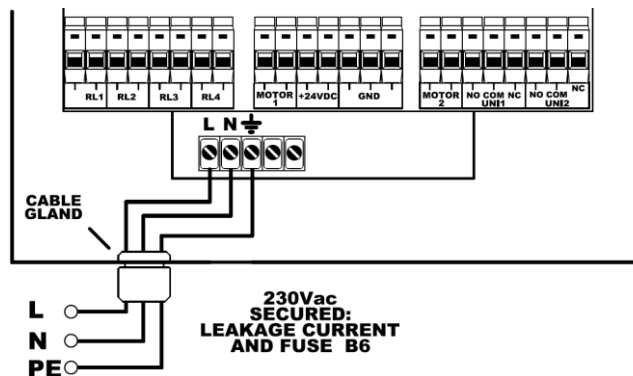 RL1 RL2 RL3 RL4
MOTOR 1 +24VDC GND
MOTOR 2 NO COM NC UNI1 NO COM NC UNI2
L N
CABLE
GLAND
L
N
PE
230Vac
SECURED:
LEAKAGE CURRENT
AND FUSE B6